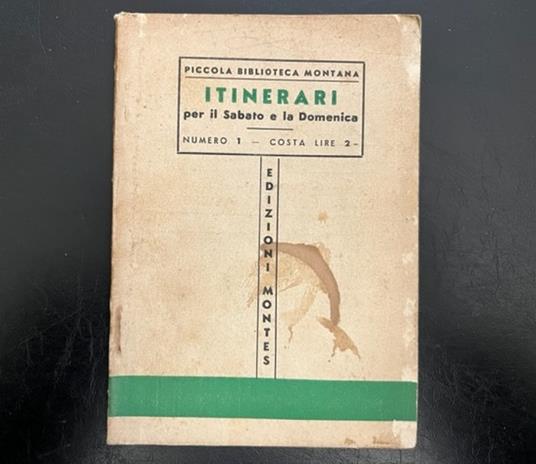 PICCOLA BIBLIOTECA MONTANA
ITINERARI
per il Sabato e la Domenica
NUMERO 1 — COSTA LIRE 2-
EDIZIONI MONTES